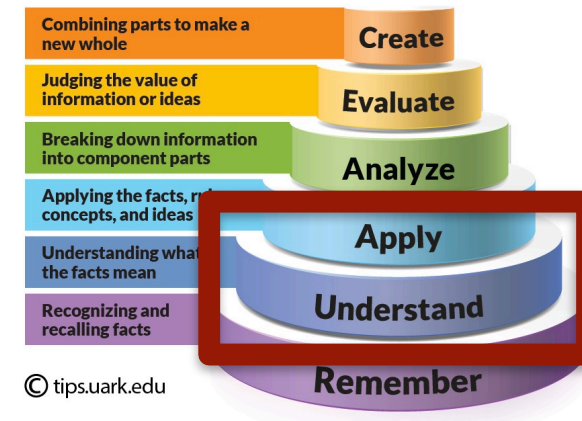 Combining parts to make a
new whole
Create
Judging the value of
information or ideas
Evaluate
Breaking down information
into component parts
Analyze
Applying the facts,
concepts, and ideas
Apply
Understanding what
the facts mean
Understand
Recognizing and
recalling facts
Remember
© tips.uark.edu